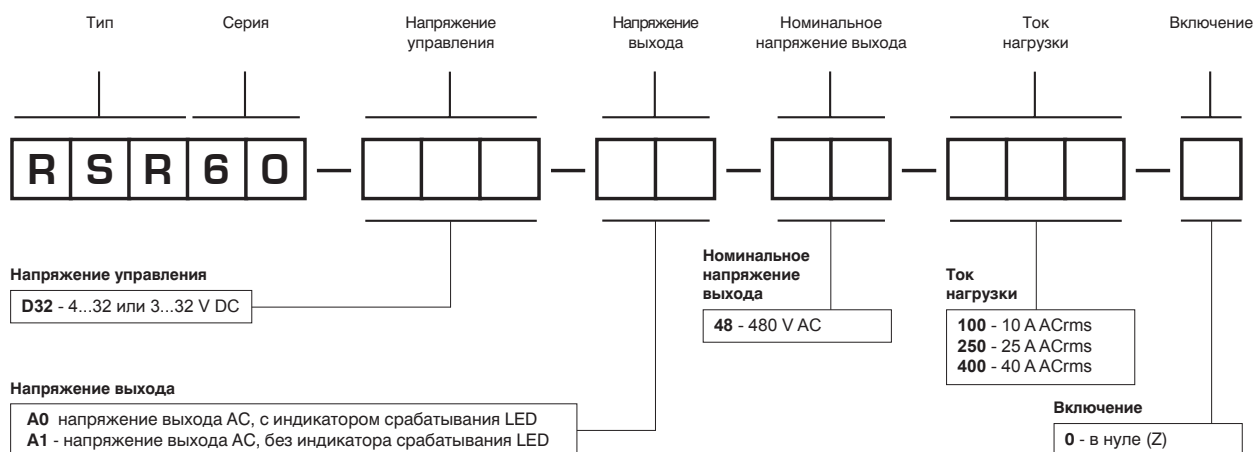 Тип
Серия
Напряжение
управления
Напряжение
выхода
Номинальное
напряжение выхода
Ток
нагрузки
Включение
R S R 6 0 — — — — —
Напряжение управления
D32 - 4...32 или 3...32 V DC
Номинальное
напряжение
выхода
48 - 480 V AC
Ток
нагрузки
100 - 10 A ACrms
250 - 25 A ACrms
400 - 40 A ACrms
Напряжение выхода
A0 напряжение выхода AC, с индикатором срабатывания LED
A1 - напряжение выхода AC, без индикатора срабатывания LED
Включение
0 - в нуле (Z)